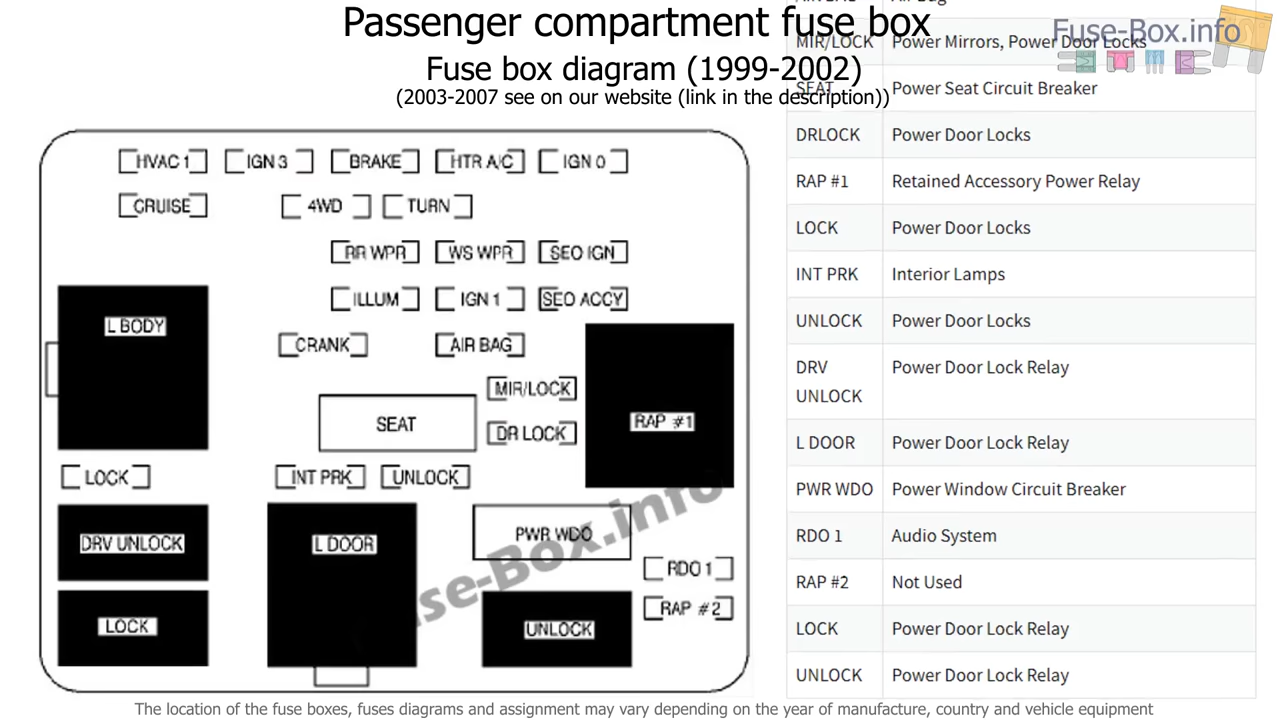 Passenger compartment fuse box
Fuse box diagram (1999-2002)
(2003-2007 see on our website (link in the description))
Fuse-Box.info
HVAC 1 IGN 3 BRAKE HTR A/C IGN 0
CRUISE 4WD TURN
RR WPR WS WPR SEO IGN
ILLUM IGN 1 SEO ACCY
L BODY
CRANK AIR BAG
MIR/LOCK
SEAT
RAP #1
DR LOCK
LOCK INT PRK UNLOCK
DRV UNLOCK L DOOR PWR WDO
RDO 1
RAP #2
LOCK UNLOCK
use-Box.info
MIR/LOCK Power Mirrors, Power Door Locks
SEAT Power Seat Circuit Breaker
DRLOCK Power Door Locks
RAP #1 Retained Accessory Power Relay
LOCK Power Door Locks
INT PRK Interior Lamps
UNLOCK Power Door Locks
DRV Power Door Lock Relay
UNLOCK
L DOOR Power Door Lock Relay
PWR WDO Power Window Circuit Breaker
RDO 1 Audio System
RAP #2 Not Used
LOCK Power Door Lock Relay
UNLOCK Power Door Lock Relay
The location of the fuse boxes, fuses diagrams and assignment may vary depending on the year of manufacture, country and vehicle equipment